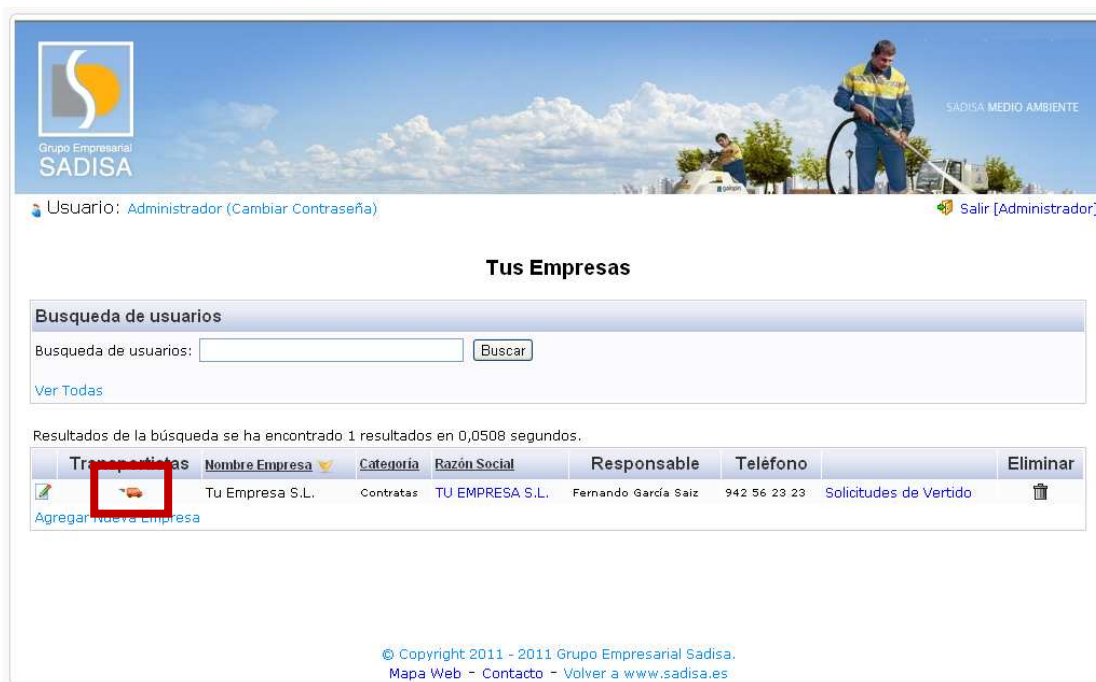 Grupo Empresarial
SADISA
SADISA MEDIO AMBIENTE
Usuario: Administrador (Cambiar Contraseña)
Salir [Administrador]
Tus Empresas
Busqueda de usuarios
Busqueda de usuarios:
Buscar
Ver Todas
Resultados de la búsqueda se ha encontrado 1 resultados en 0,0508 segundos.
Transportistas Nombre Empresa Categoría Razón Social Responsable Teléfono Eliminar
Tu Empresa S.L. Contratas TU EMPRESA S.L. Fernando García Saiz 942 56 23 23 Solicitudes de Vertido
Agregar Nueva Empresa
© Copyright 2011 - 2011 Grupo Empresarial Sadisa.
Mapa Web - Contacto - Volver a www.sadisa.es